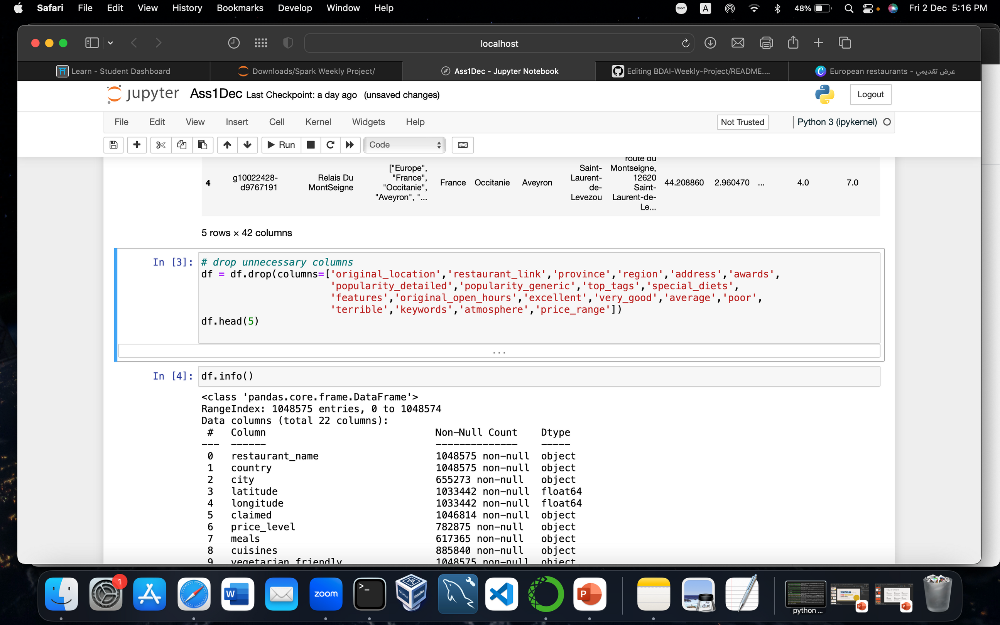 Safari File Edit View History Bookmarks Develop Window Help zoom A 48% Fri 2 Dec 5:16 PM
localhost
Learn - Student Dashboard Downloads/Spark Weekly Project/ Ass1Dec - Jupyter Notebook Editing BDAI-Weekly-Project/README.... European restaurants - عرض تقديمي
jupyter Ass1Dec Last Checkpoint: a day ago (unsaved changes) Logout
File Edit View Insert Cell Kernel Widgets Help Not Trusted Python 3 (ipykernel)
Run Code
route du
["Europe", Saint- Montseigne,
g10022428- Relais Du "France", Laurent- 12620
4 France Occitanie Aveyron 44.208860 2.960470 ... 4.0 7.0
d9767191 MontSeigne "Occitanie", de- Saint-
"Aveyron", "... Levezou Laurent-de-
Le...
5 rows × 42 columns
In [3]: # drop unnecessary columns
df = df.drop(columns=['original_location','restaurant_link','province','region','address','awards',
'popularity_detailed','popularity_generic','top_tags','special_diets',
'features','original_open_hours','excellent','very_good','average','poor',
'terrible','keywords','atmosphere','price_range'])
df.head(5)
...
In [4]: df.info()
<class 'pandas.core.frame.DataFrame'>
RangeIndex: 1048575 entries, 0 to 1048574
Data columns (total 22 columns):
# Column Non-Null Count Dtype
--- ------ -------------- -----
0 restaurant_name 1048575 non-null object
1 country 1048575 non-null object
2 city 655273 non-null object
3 latitude 1033442 non-null float64
4 longitude 1033442 non-null float64
5 claimed 1046814 non-null object
6 price_level 782875 non-null object
7 meals 617365 non-null object
8 cuisines 885840 non-null object
9 vegetarian_friendly 1048575 non-null object
1
W zoom >_ P
VENEZUELAN
python ...